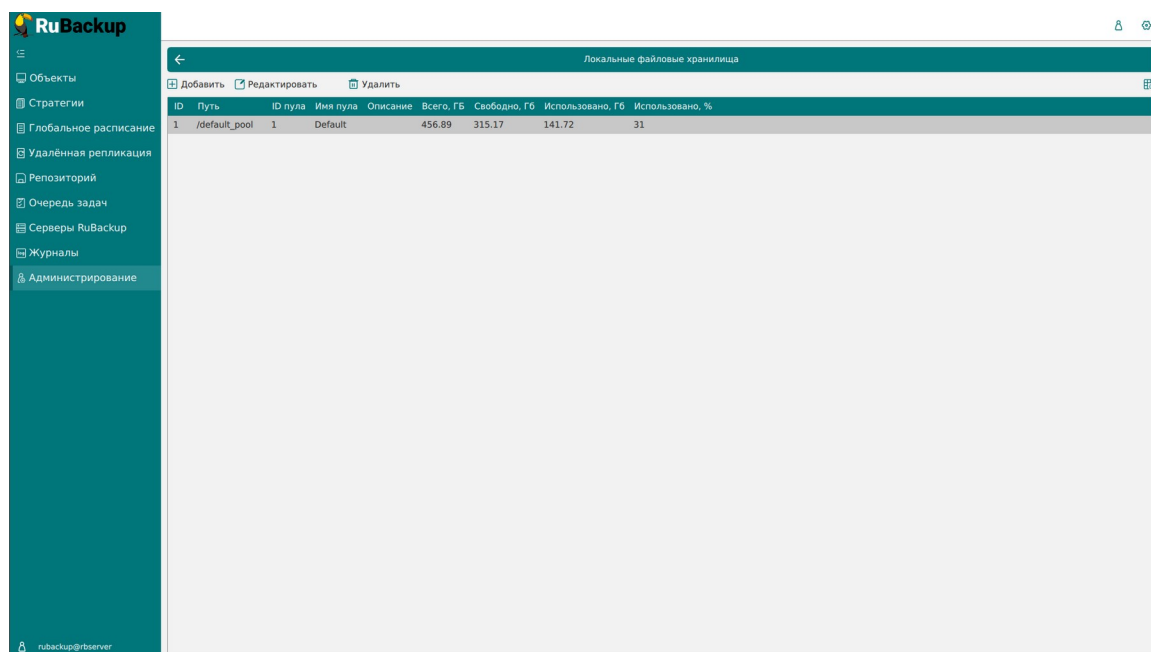 RuBackup
Локальные файловые хранилища
Объекты
Добавить Редактировать Удалить
Стратегии
ID Путь ID пула Имя пула Описание Всего, ГБ Свободно, Гб Использовано, Гб Использовано, %
Глобальное расписание
1 /default_pool 1 Default 456.89 315.17 141.72 31
Удалённая репликация
Репозиторий
Очередь задач
Серверы RuBackup
Журналы
Администрирование
rubackup@rbserver